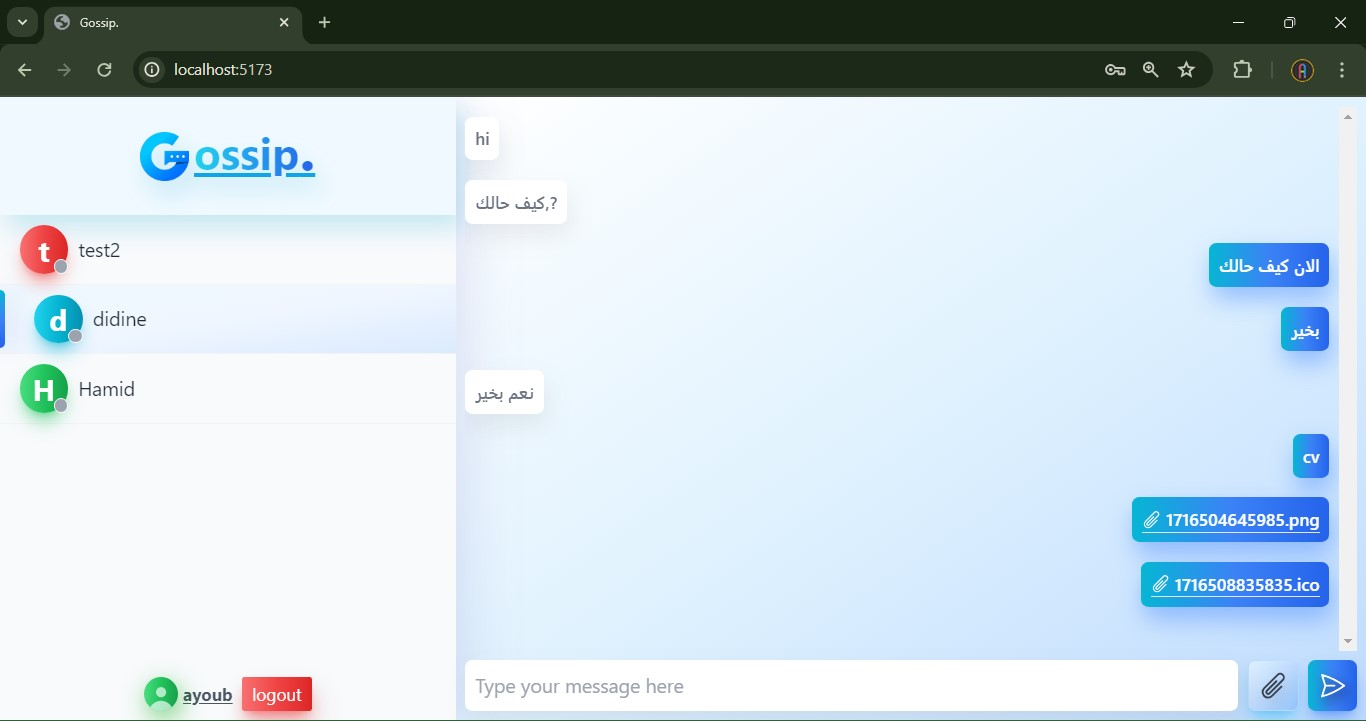 Gossip.
localhost:5173
Gossip.
t test2
d didine
H Hamid
ayoub
logout
hi
كيف حالك,?
الان كيف حالك
بخير
نعم بخير
cv
1716504645985.png
1716508835835.ico
Type your message here